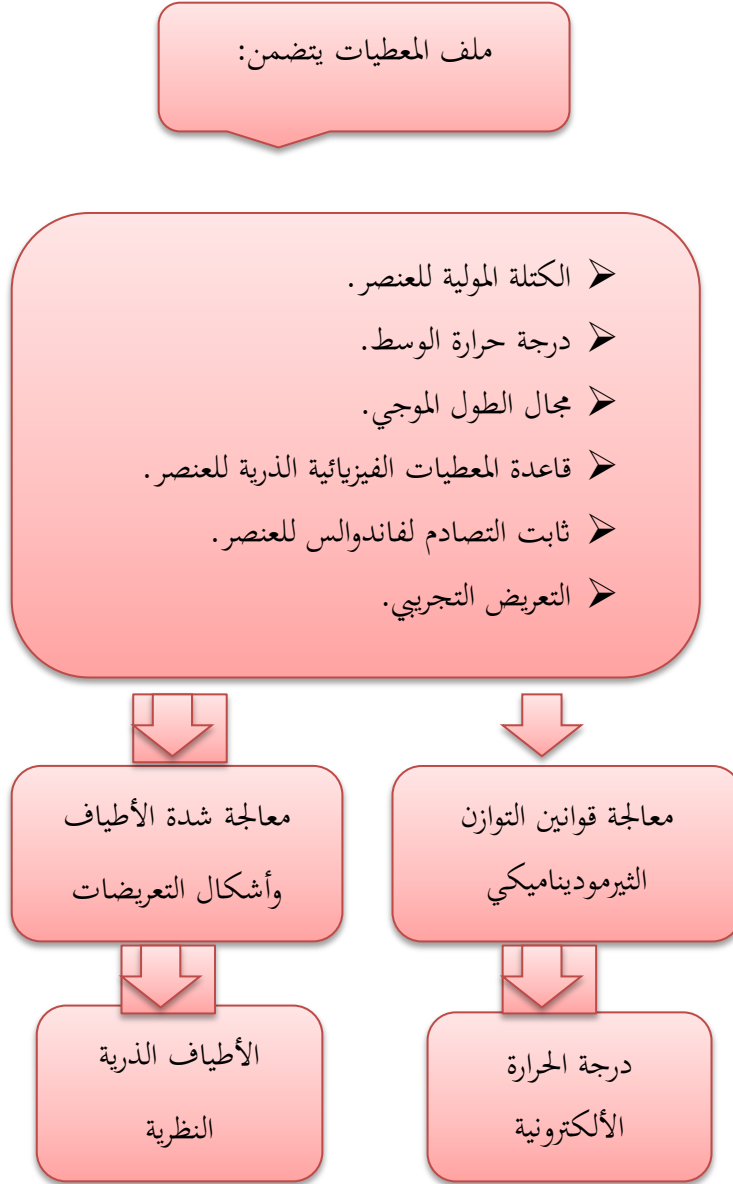 ملف المعطيات يتضمن:
الكتلة المولية للعنصر.
درجة حرارة الوسط.
مجال الطول الموجي.
قاعدة المعطيات الفيزيائية الذرية للعنصر.
ثابت التصادم لفاندوالس للعنصر.
التعريض التجريبي.
معالجة قوانين التوازن
الثيرموديناميكي
معالجة شدة الأطياف
وأشكال التعريضات
درجة الحرارة
الألكترونية
الأطياف الذرية
النظرية